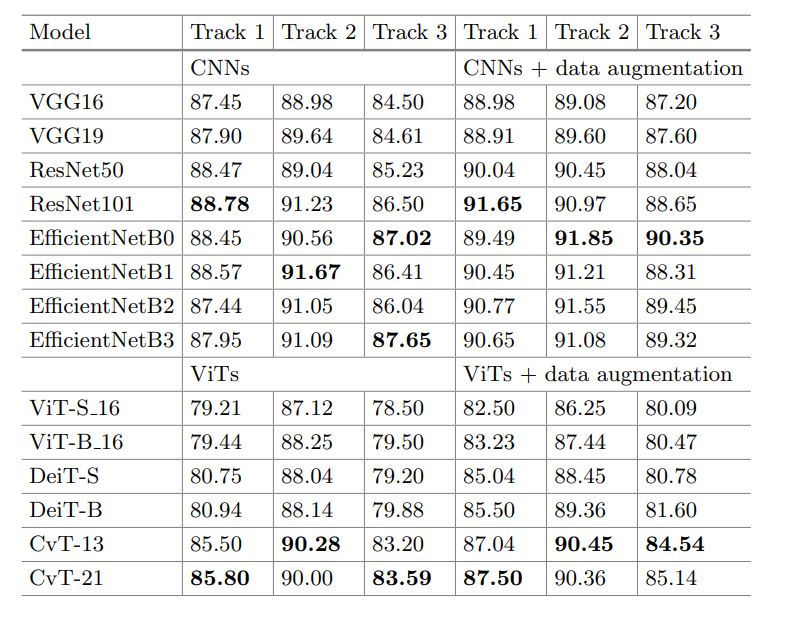 Model Track 1 Track 2 Track 3 Track 1 Track 2 Track 3
CNNs CNNs + data augmentation
VGG16 87.45 88.98 84.50 88.98 89.08 87.20
VGG19 87.90 89.64 84.61 88.91 89.60 87.60
ResNet50 88.47 89.04 85.23 90.04 90.45 88.04
ResNet101 88.78 91.23 86.50 91.65 90.97 88.65
EfficientNetB0 88.45 90.56 87.02 89.49 91.85 90.35
EfficientNetB1 88.57 91.67 86.41 90.45 91.21 88.31
EfficientNetB2 87.44 91.05 86.04 90.77 91.55 89.45
EfficientNetB3 87.95 91.09 87.65 90.65 91.08 89.32
ViTs ViTs + data augmentation
ViT-S_16 79.21 87.12 78.50 82.50 86.25 80.09
ViT-B_16 79.44 88.25 79.50 83.23 87.44 80.47
DeiT-S 80.75 88.04 79.20 85.04 88.45 80.78
DeiT-B 80.94 88.14 79.88 85.50 89.36 81.60
CvT-13 85.50 90.28 83.20 87.04 90.45 84.54
CvT-21 85.80 90.00 83.59 87.50 90.36 85.14